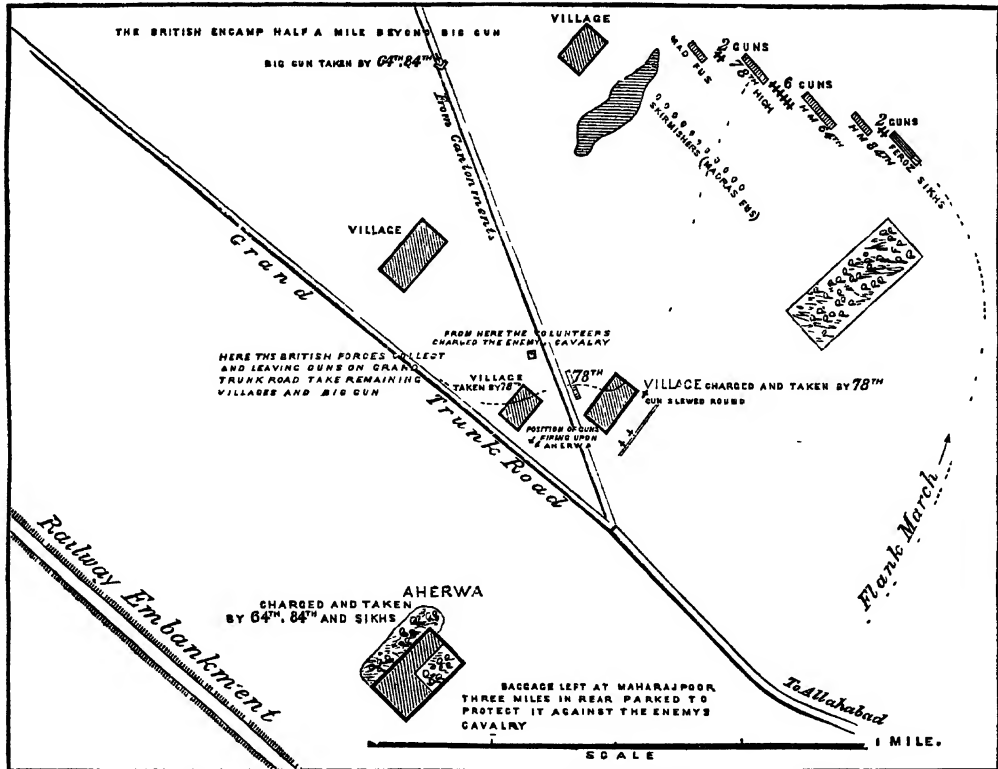 THE BRITISH ENCAMP HALF A MILE BEYOND BIG GUN
BIG GUN TAKEN BY 64TH. 84TH
VILLAGE
MAD FUS
2 GUNS
78TH HIGH
6 GUNS
HM 64TH
HM 84TH
2 GUNS
FEROZ SIKHS
SKIRMISHERS (MADRAS FUS)
From Cantonments
VILLAGE
Grand
Trunk Road
FROM HERE THE VOLUNTEERS
CHARGED THE ENEMY, CAVALRY
HERE THS BRITISH FORCES COLLECT
AND LEAVING GUNS ON GRAND
TRUNK ROAD TAKE REMAINING
VILLAGES AND BIG GUN
VILLAGE
TAKEN BY 78TH
78TH
VILLAGE CHARGED AND TAKEN BY 78TH
GUN SLEWED ROUND
POSITION OF GUNS
FIRING UPON
AHERWA
Flank March
Railway Embankment
AHERWA
CHARGED AND TAKEN
BY 64TH. 84TH AND SIKHS
BAGGAGE LEFT AT MAHARAJPOOR
THREE MILES IN REAR PARKED TO
PROTECT IT AGAINST THE ENEMYS
CAVALRY
To Allahabad
1 MILE.
SCALE